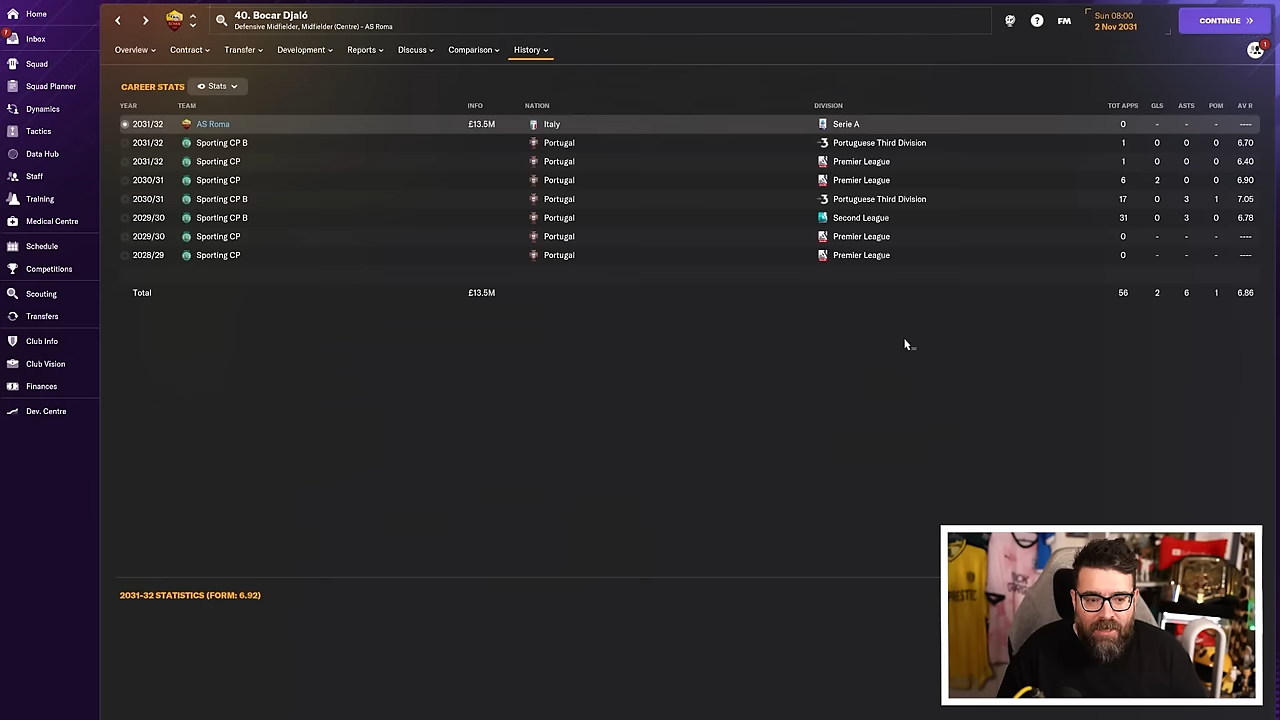 Home
40. Bocar Djaló
Defensive Midfielder, Midfielder (Centre) - AS Roma
FM
Sun 08:00
2 Nov 2031
CONTINUE
7
Inbox
Overview Contract Transfer Development Reports Discuss Comparison History
1
Squad
Squad Planner
Dynamics
Tactics
Data Hub
Staff
Training
Medical Centre
Schedule
Competitions
Scouting
Transfers
Club Info
Club Vision
Finances
Dev. Centre
CAREER STATS Stats
YEAR TEAM INFO NATION DIVISION TOT APPS GLS ASTS POM AV R
2031/32 AS Roma £13.5M Italy Serie A 0 - - - ----
2031/32 Sporting CP B Portugal Portuguese Third Division 1 0 0 0 6.70
2031/32 Sporting CP Portugal Premier League 1 0 0 0 6.40
2030/31 Sporting CP Portugal Premier League 6 2 0 0 6.90
2030/31 Sporting CP B Portugal Portuguese Third Division 17 0 3 1 7.05
2029/30 Sporting CP B Portugal Second League 31 0 3 0 6.78
2029/30 Sporting CP Portugal Premier League 0 - - - ----
2028/29 Sporting CP Portugal Premier League 0 - - - ----
Total £13.5M 56 2 6 1 6.86
2031-32 STATISTICS (FORM: 6.92)